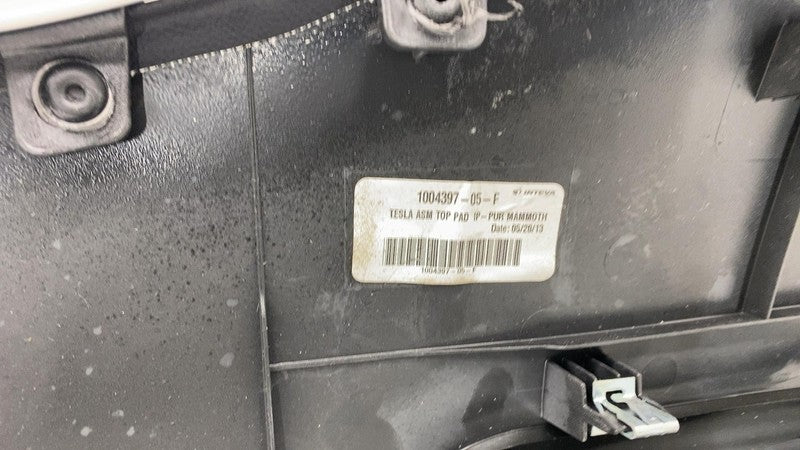 1004397-05-F
INTEVA
TESLA ASM TOP PAD IP-PUR MAMMOTH
Date: 05/28/13
1004397-05-F